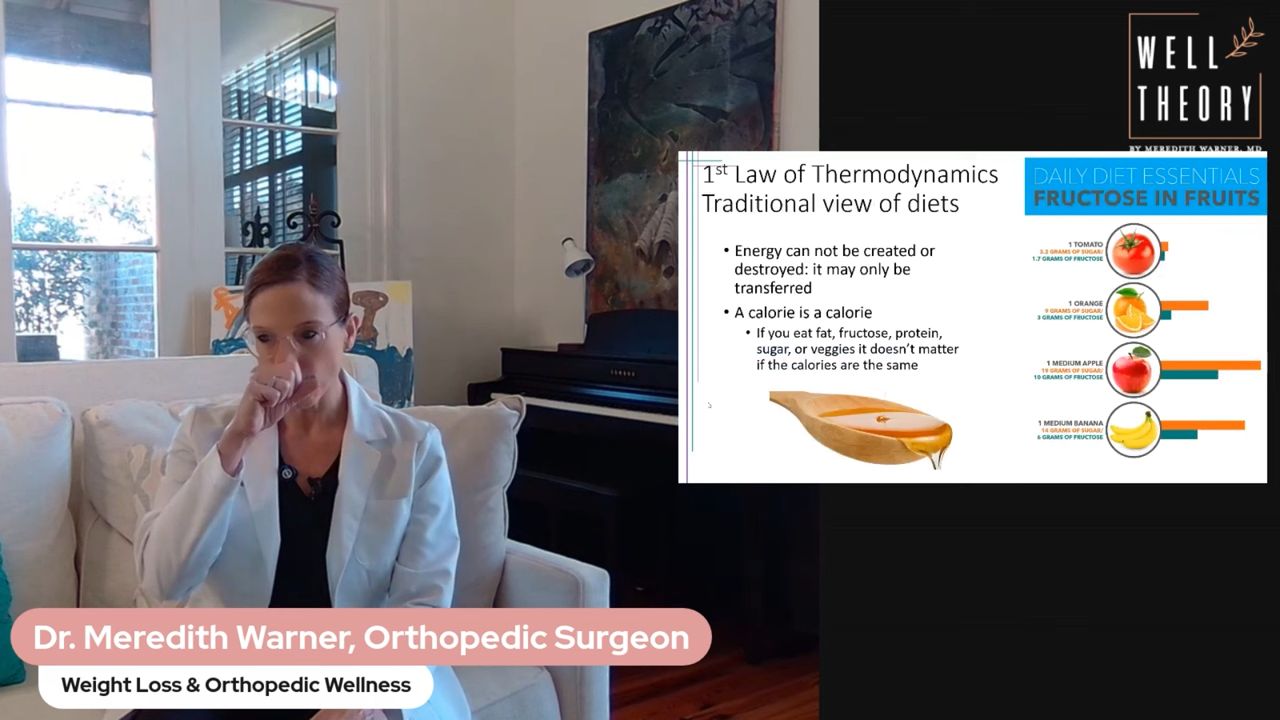 WELL
THEORY
BY MEREDITH WARNER, MD
1st Law of Thermodynamics
Traditional view of diets
• Energy can not be created or
destroyed: it may only be
transferred
• A calorie is a calorie
• If you eat fat, fructose, protein,
sugar, or veggies it doesn't matter
if the calories are the same
DAILY DIET ESSENTIALS
FRUCTOSE IN FRUITS
1 TOMATO
3.2 GRAMS OF SUGAR/
1.7 GRAMS OF FRUCTOSE
1 ORANGE
9 GRAMS OF SUGAR/
3 GRAMS OF FRUCTOSE
1 MEDIUM APPLE
19 GRAMS OF SUGAR/
10 GRAMS OF FRUCTOSE
1 MEDIUM BANANA
14 GRAMS OF SUGAR/
6 GRAMS OF FRUCTOSE
YAMAHA
Dr. Meredith Warner, Orthopedic Surgeon
Weight Loss & Orthopedic Wellness